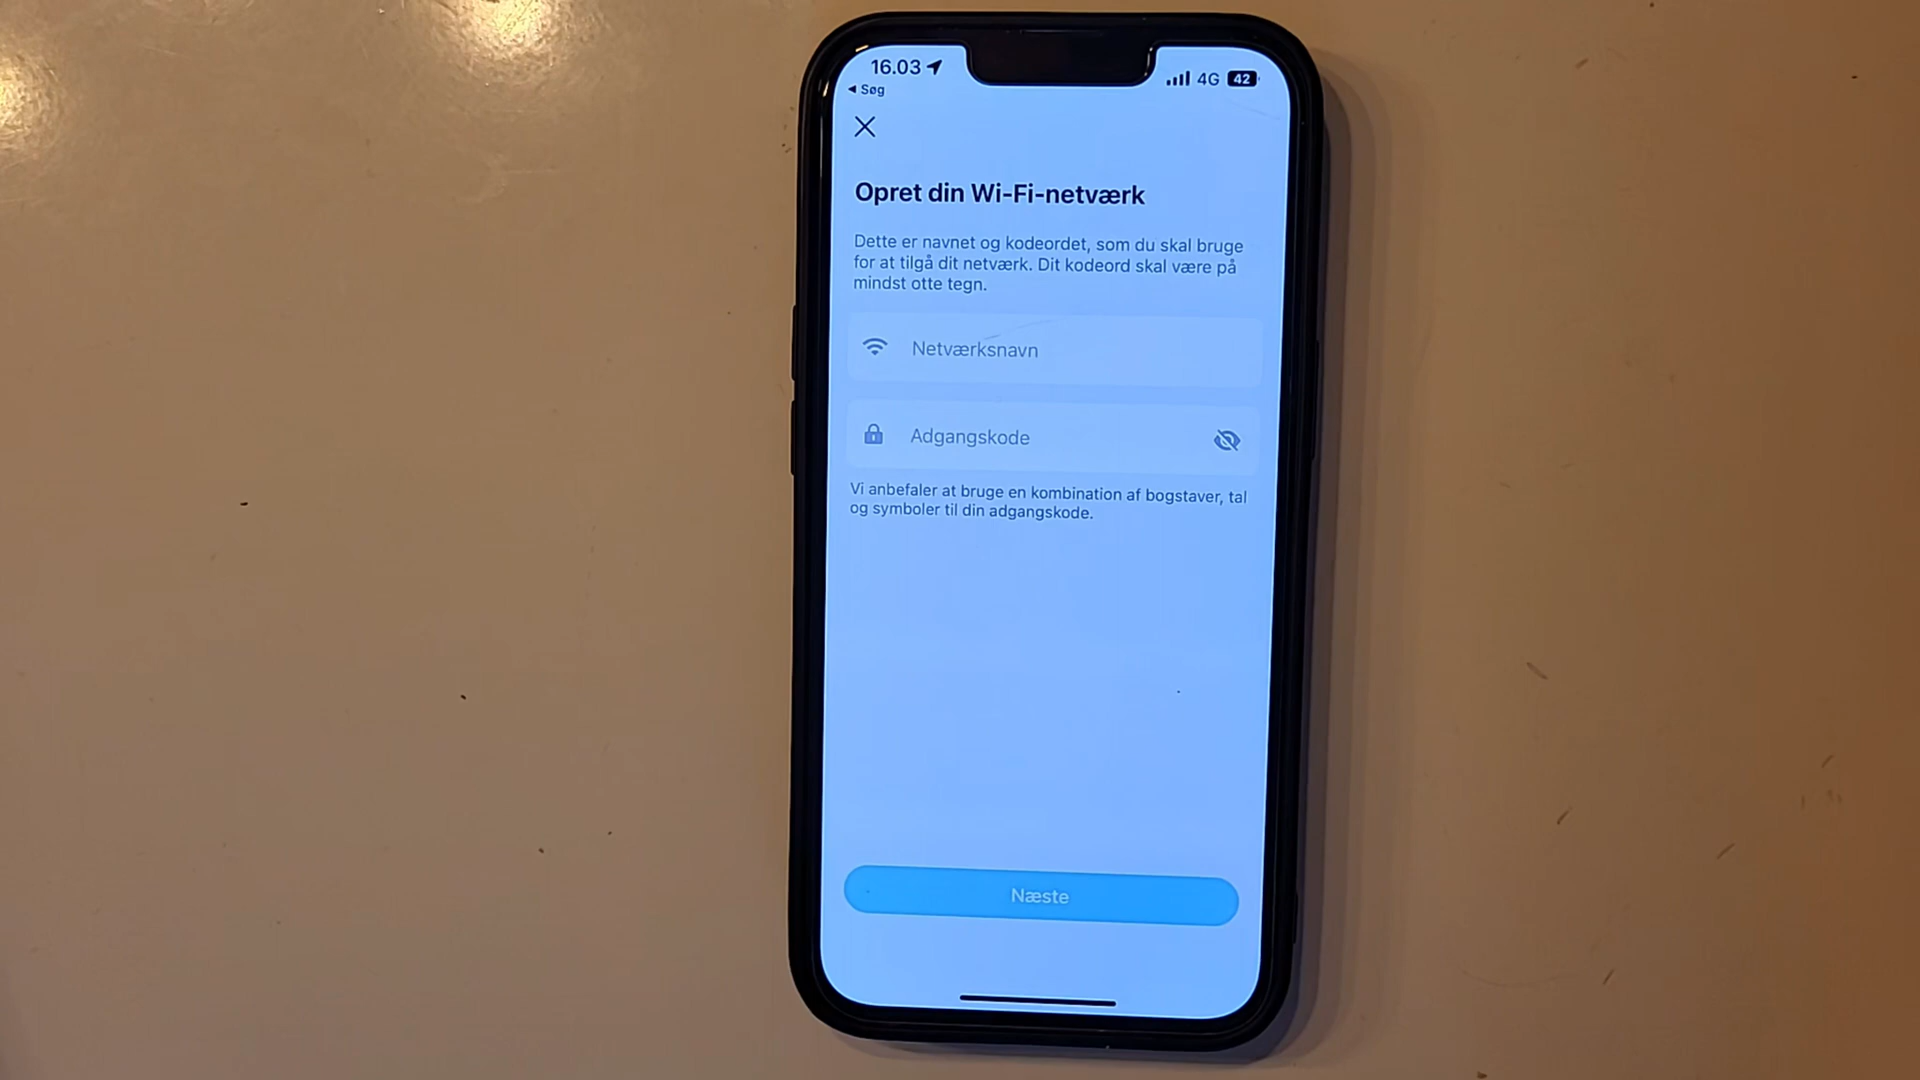 16.03
4G 42
◀ Søg
Opret din Wi-Fi-netværk
Dette er navnet og kodeordet, som du skal bruge
for at tilgå dit netværk. Dit kodeord skal være på
mindst otte tegn.
Netværksnavn
Adgangskode
Vi anbefaler at bruge en kombination af bogstaver, tal
og symboler til din adgangskode.
Næste